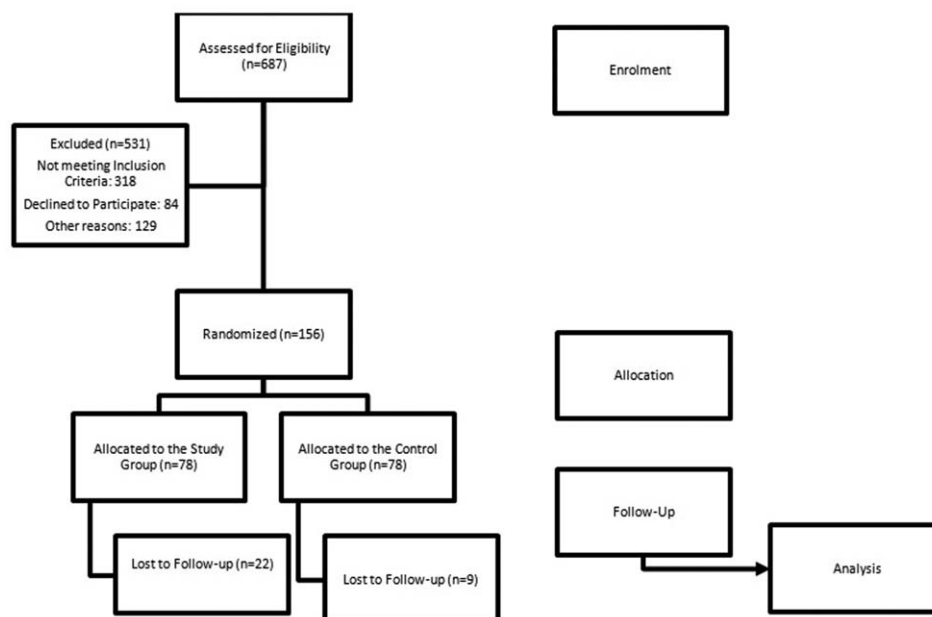 Assessed for Eligibility
(n=687)
Enrolment
Excluded (n=531)
Not meeting Inclusion
Criteria: 318
Declined to Participate: 84
Other reasons: 129
Randomized (n=156)
Allocation
Allocated to the Study
Group (n=78)
Allocated to the Control
Group (n=78)
Follow-Up
Lost to Follow-up (n=22)
Lost to Follow-up (n=9)
Analysis